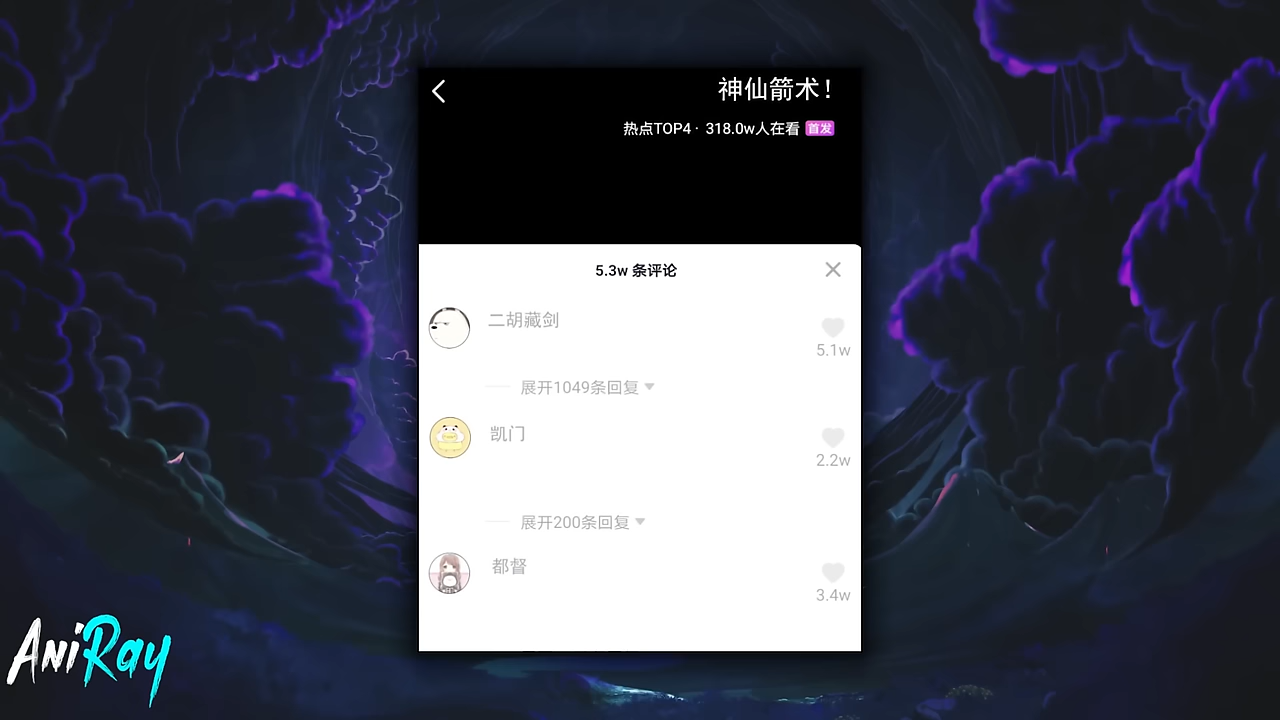 神仙箭术！
热点TOP4 · 318.0w人在看 首发
5.3w 条评论
二胡藏剑
5.1w
展开1049条回复
凯门
2.2w
展开200条回复
都督
3.4w
AniRay